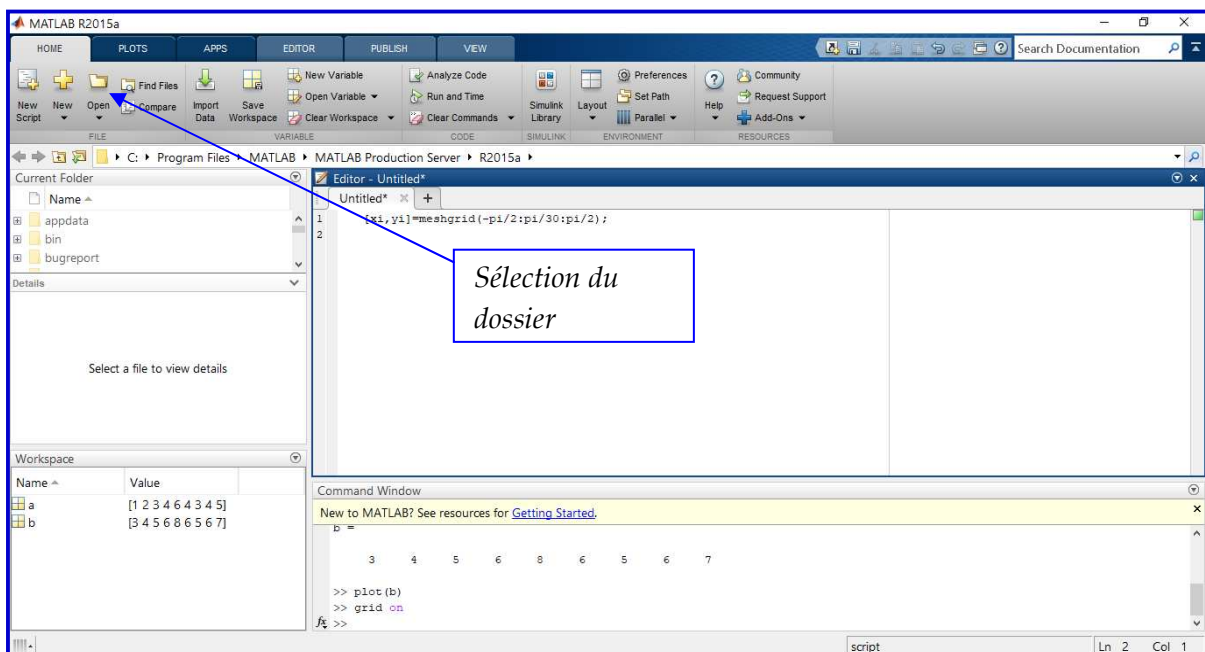 MATLAB R2015a
HOME PLOTS APPS EDITOR PUBLISH VIEW Search Documentation
New Script New Open Find Files Compare Import Data Save Workspace New Variable Open Variable Clear Workspace Analyze Code Run and Time Clear Commands Simulink Library Layout Preferences Set Path Parallel Help Community Request Support Add-Ons
FILE VARIABLE CODE SIMULINK ENVIRONMENT RESOURCES
C: Program Files MATLAB MATLAB Production Server R2015a
Current Folder
Name
appdata
bin
bugreport
Details
Select a file to view details
Workspace
Name Value
a [1 2 3 4 6 4 3 4 5]
b [3 4 5 6 8 6 5 6 7]
Editor - Untitled*
Untitled* +
1 [xi,yi]=meshgrid(-pi/2:pi/30:pi/2);
2
Sélection du
dossier
Command Window
New to MATLAB? See resources for Getting Started.
b =
3 4 5 6 8 6 5 6 7
>> plot(b)
>> grid on
fx >>
script Ln 2 Col 1